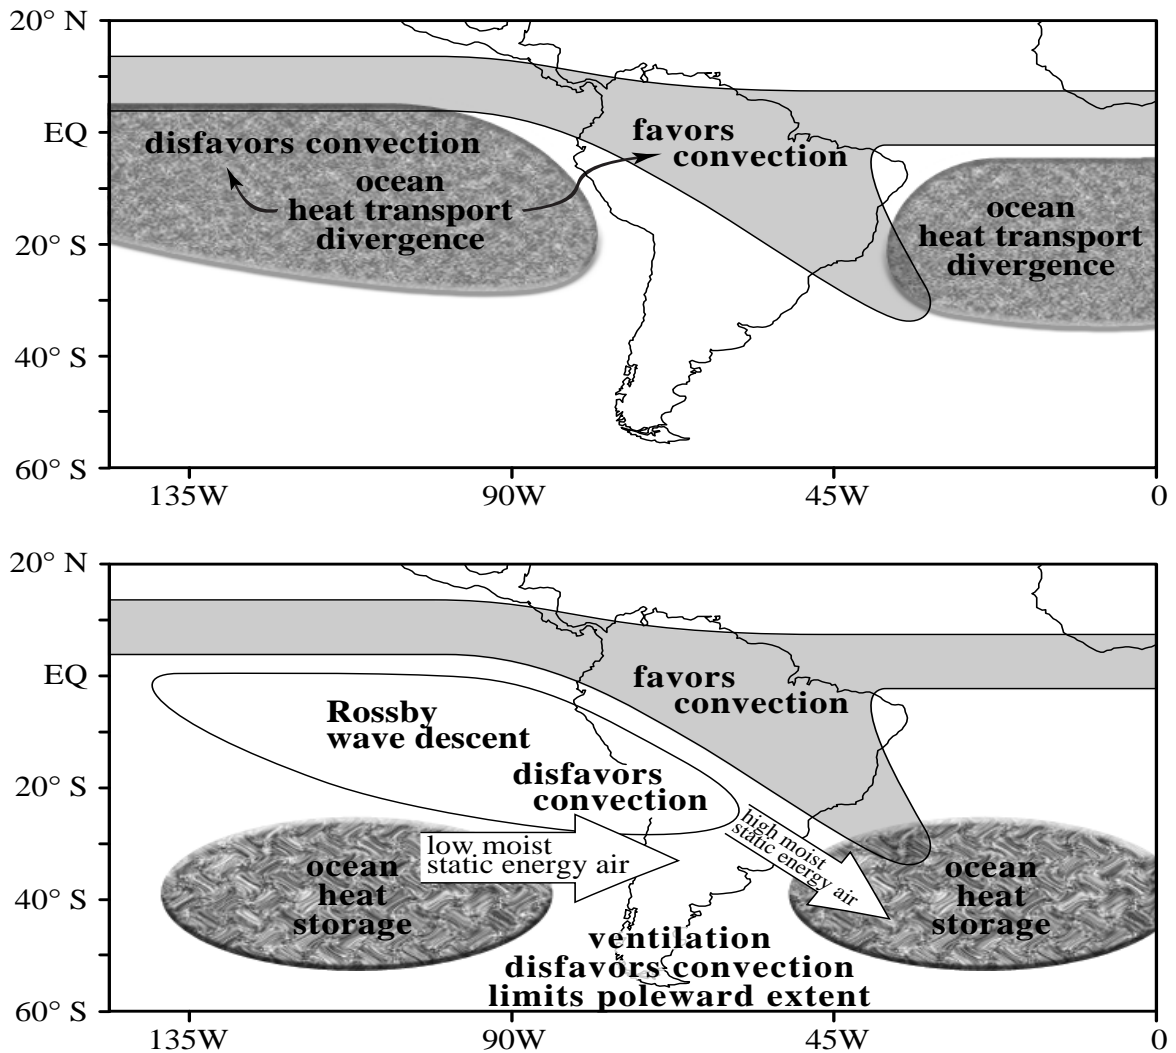 20° N
EQ
20° S
40° S
60° S
disfavors convection
ocean
heat transport
divergence
favors
convection
ocean
heat transport
divergence
135W
90W
45W
0
20° N
EQ
20° S
40° S
60° S
favors
convection
Rossby
wave descent
disfavors
convection
high moist
static energy air
low moist
static energy air
ocean
heat
storage
ocean
heat
storage
ventilation
disfavors convection
limits poleward extent
135W
90W
45W
0